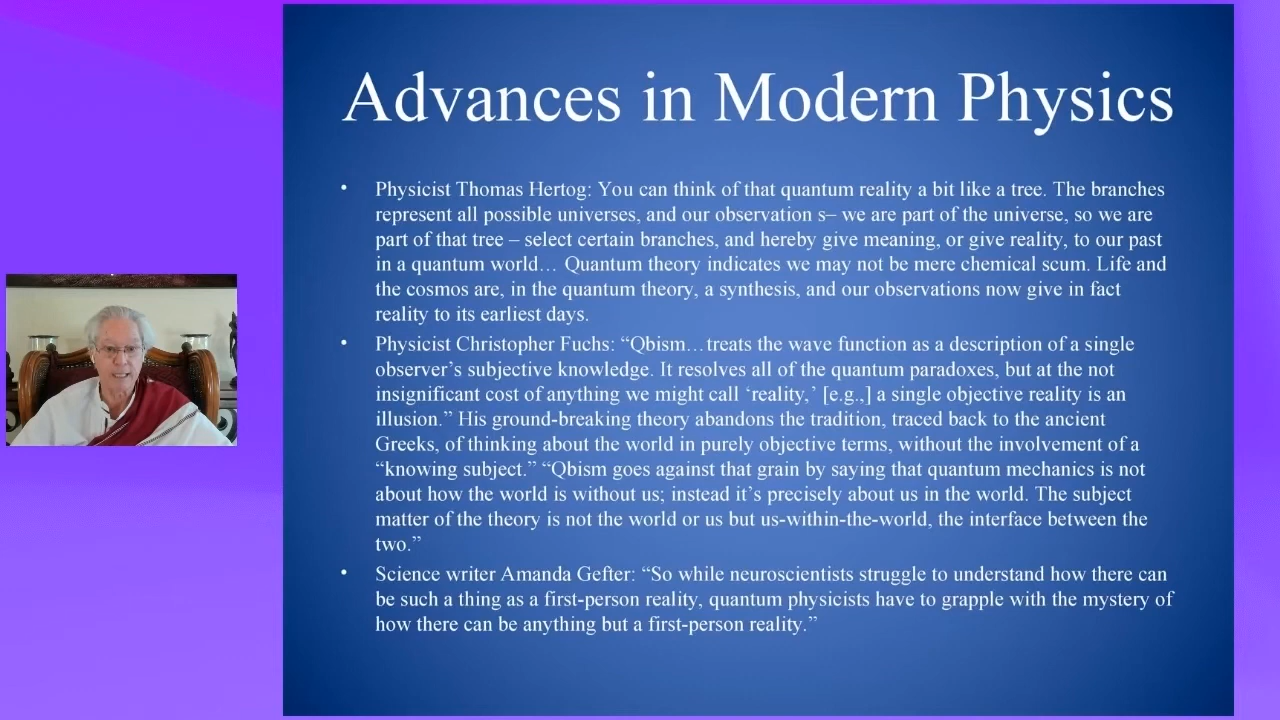 Advances in Modern Physics
• Physicist Thomas Hertog: You can think of that quantum reality a bit like a tree. The branches
represent all possible universes, and our observation s– we are part of the universe, so we are
part of that tree – select certain branches, and hereby give meaning, or give reality, to our past
in a quantum world… Quantum theory indicates we may not be mere chemical scum. Life and
the cosmos are, in the quantum theory, a synthesis, and our observations now give in fact
reality to its earliest days.
• Physicist Christopher Fuchs: “Qbism…treats the wave function as a description of a single
observer’s subjective knowledge. It resolves all of the quantum paradoxes, but at the not
insignificant cost of anything we might call ‘reality,’ [e.g.,] a single objective reality is an
illusion.” His ground-breaking theory abandons the tradition, traced back to the ancient
Greeks, of thinking about the world in purely objective terms, without the involvement of a
“knowing subject.” “Qbism goes against that grain by saying that quantum mechanics is not
about how the world is without us; instead it’s precisely about us in the world. The subject
matter of the theory is not the world or us but us-within-the-world, the interface between the
two.”
• Science writer Amanda Gefter: “So while neuroscientists struggle to understand how there can
be such a thing as a first-person reality, quantum physicists have to grapple with the mystery of
how there can be anything but a first-person reality.”